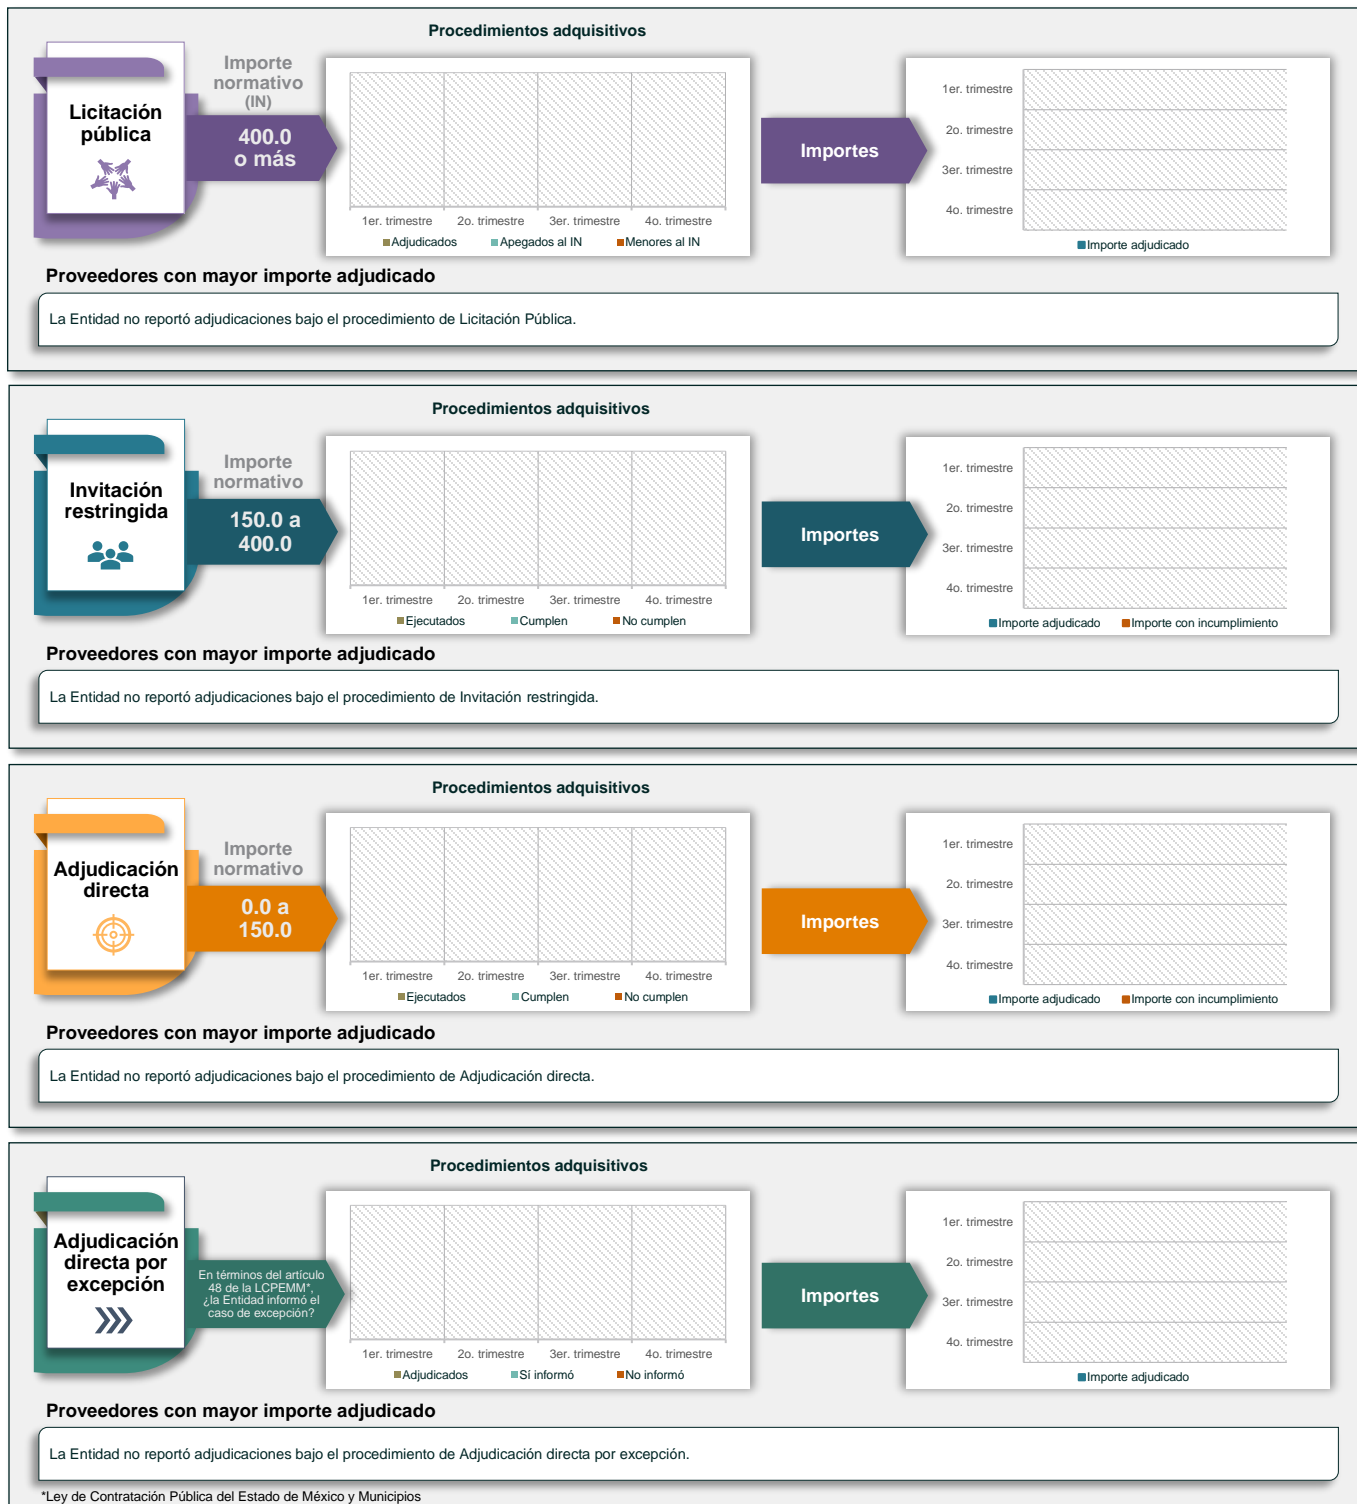 Procedimientos adquisitivos
Licitación
pública
Importe
normativo
(IN)
400.0
o más
1er. trimestre 2o. trimestre 3er. trimestre 4o. trimestre
Adjudicados Apegados al IN Menores al IN
Importes
1er. trimestre
2o. trimestre
3er. trimestre
4o. trimestre
Importe adjudicado
Proveedores con mayor importe adjudicado
La Entidad no reportó adjudicaciones bajo el procedimiento de Licitación Pública.
Procedimientos adquisitivos
Invitación
restringida
Importe
normativo
150.0 a
400.0
1er. trimestre 2o. trimestre 3er. trimestre 4o. trimestre
Ejecutados Cumplen No cumplen
Importes
1er. trimestre
2o. trimestre
3er. trimestre
4o. trimestre
Importe adjudicado Importe con incumplimiento
Proveedores con mayor importe adjudicado
La Entidad no reportó adjudicaciones bajo el procedimiento de Invitación restringida.
Procedimientos adquisitivos
Adjudicación
directa
Importe
normativo
0.0 a
150.0
1er. trimestre 2o. trimestre 3er. trimestre 4o. trimestre
Ejecutados Cumplen No cumplen
Importes
1er. trimestre
2o. trimestre
3er. trimestre
4o. trimestre
Importe adjudicado Importe con incumplimiento
Proveedores con mayor importe adjudicado
La Entidad no reportó adjudicaciones bajo el procedimiento de Adjudicación directa.
Procedimientos adquisitivos
Adjudicación
directa por
excepción
En términos del artículo
48 de la LCPEMM*,
¿la Entidad informó el
caso de excepción?
1er. trimestre 2o. trimestre 3er. trimestre 4o. trimestre
Adjudicados Sí informó No informó
Importes
1er. trimestre
2o. trimestre
3er. trimestre
4o. trimestre
Importe adjudicado
Proveedores con mayor importe adjudicado
La Entidad no reportó adjudicaciones bajo el procedimiento de Adjudicación directa por excepción.
*Ley de Contratación Pública del Estado de México y Municipios